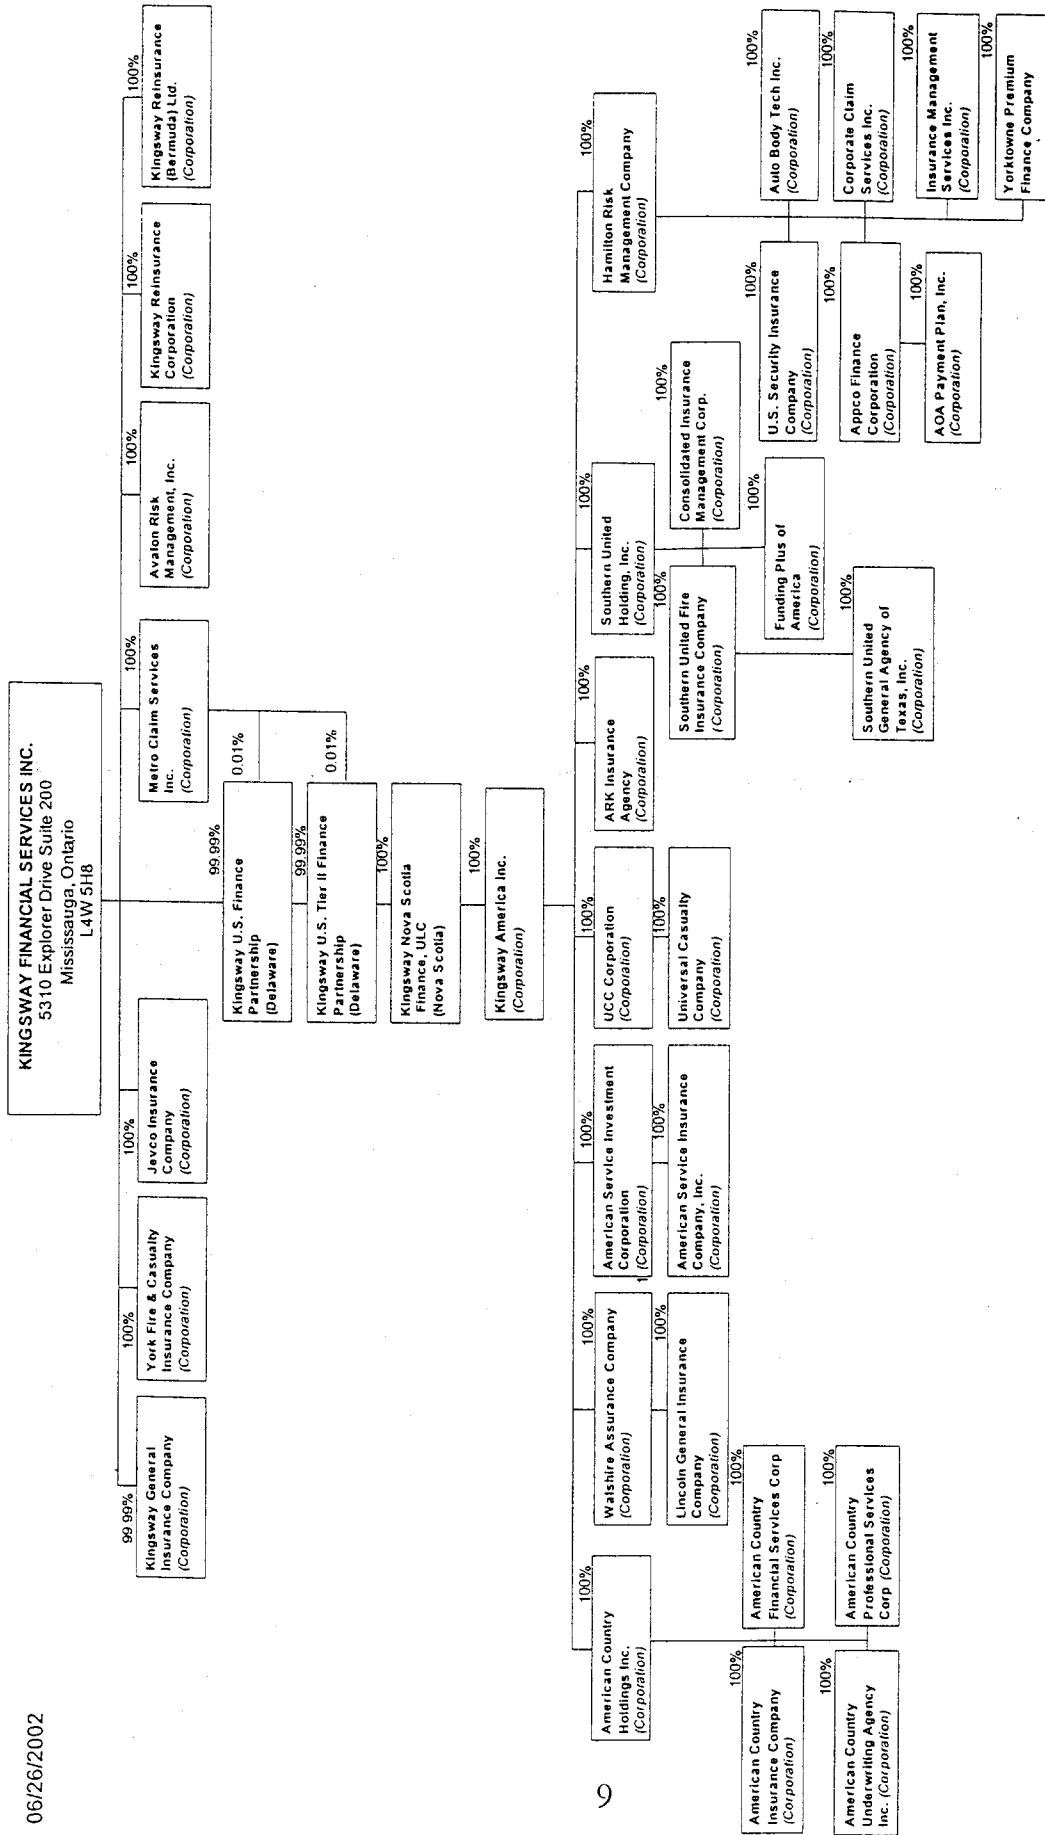 06/26/2002
KINGSWAY FINANCIAL SERVICES INC.
5310 Explorer Drive Suite 200
Mississauga, Ontario
L4W 5H8
99.99%
Kingsway General
Insurance Company
(Corporation)
100%
York Fire & Casualty
Insurance Company
(Corporation)
100%
Jevco Insurance
Company
(Corporation)
100%
Metro Claim Services
Inc.
(Corporation)
100%
Avalon Risk
Management, Inc.
(Corporation)
100%
Kingsway Reinsurance
Corporation
(Corporation)
100%
Kingsway Reinsurance
(Bermuda) Ltd.
(Corporation)
99.99%
Kingsway U.S. Finance
Partnership
(Delaware)
0.01%
99.99%
Kingsway U.S. Tier II Finance
Partnership
(Delaware)
0.01%
100%
Kingsway Nova Scotia
Finance, ULC
(Nova Scotia)
100%
Kingsway America Inc.
(Corporation)
100%
American Country
Holdings Inc.
(Corporation)
100%
Walshire Assurance Company
(Corporation)
100%
American Service Investment
Corporation
(Corporation)
100%
UCC Corporation
(Corporation)
100%
ARK Insurance
Agency
(Corporation)
100%
Southern United
Holding, Inc.
(Corporation)
100%
Hamilton Risk
Management Company
(Corporation)
100%
Lincoln General Insurance
Company
(Corporation)
1
100%
American Service Insurance
Company, Inc.
(Corporation)
100%
Universal Casualty
Company
(Corporation)
100%
Southern United Fire
Insurance Company
(Corporation)
100%
Consolidated Insurance
Management Corp.
(Corporation)
100%
American Country
Insurance Company
(Corporation)
100%
American Country
Financial Services Corp
(Corporation)
100%
Funding Plus of
America
(Corporation)
100%
U.S. Security Insurance
Company
(Corporation)
100%
Auto Body Tech Inc.
(Corporation)
100%
American Country
Underwriting Agency
Inc. (Corporation)
100%
American Country
Professional Services
Corp (Corporation)
100%
Southern United
General Agency of
Texas, Inc.
(Corporation)
100%
Appco Finance
Corporation
(Corporation)
100%
Corporate Claim
Services Inc.
(Corporation)
100%
AOA Payment Plan, Inc.
(Corporation)
100%
Insurance Management
Services Inc.
(Corporation)
100%
Yorktowne Premium
Finance Company
9